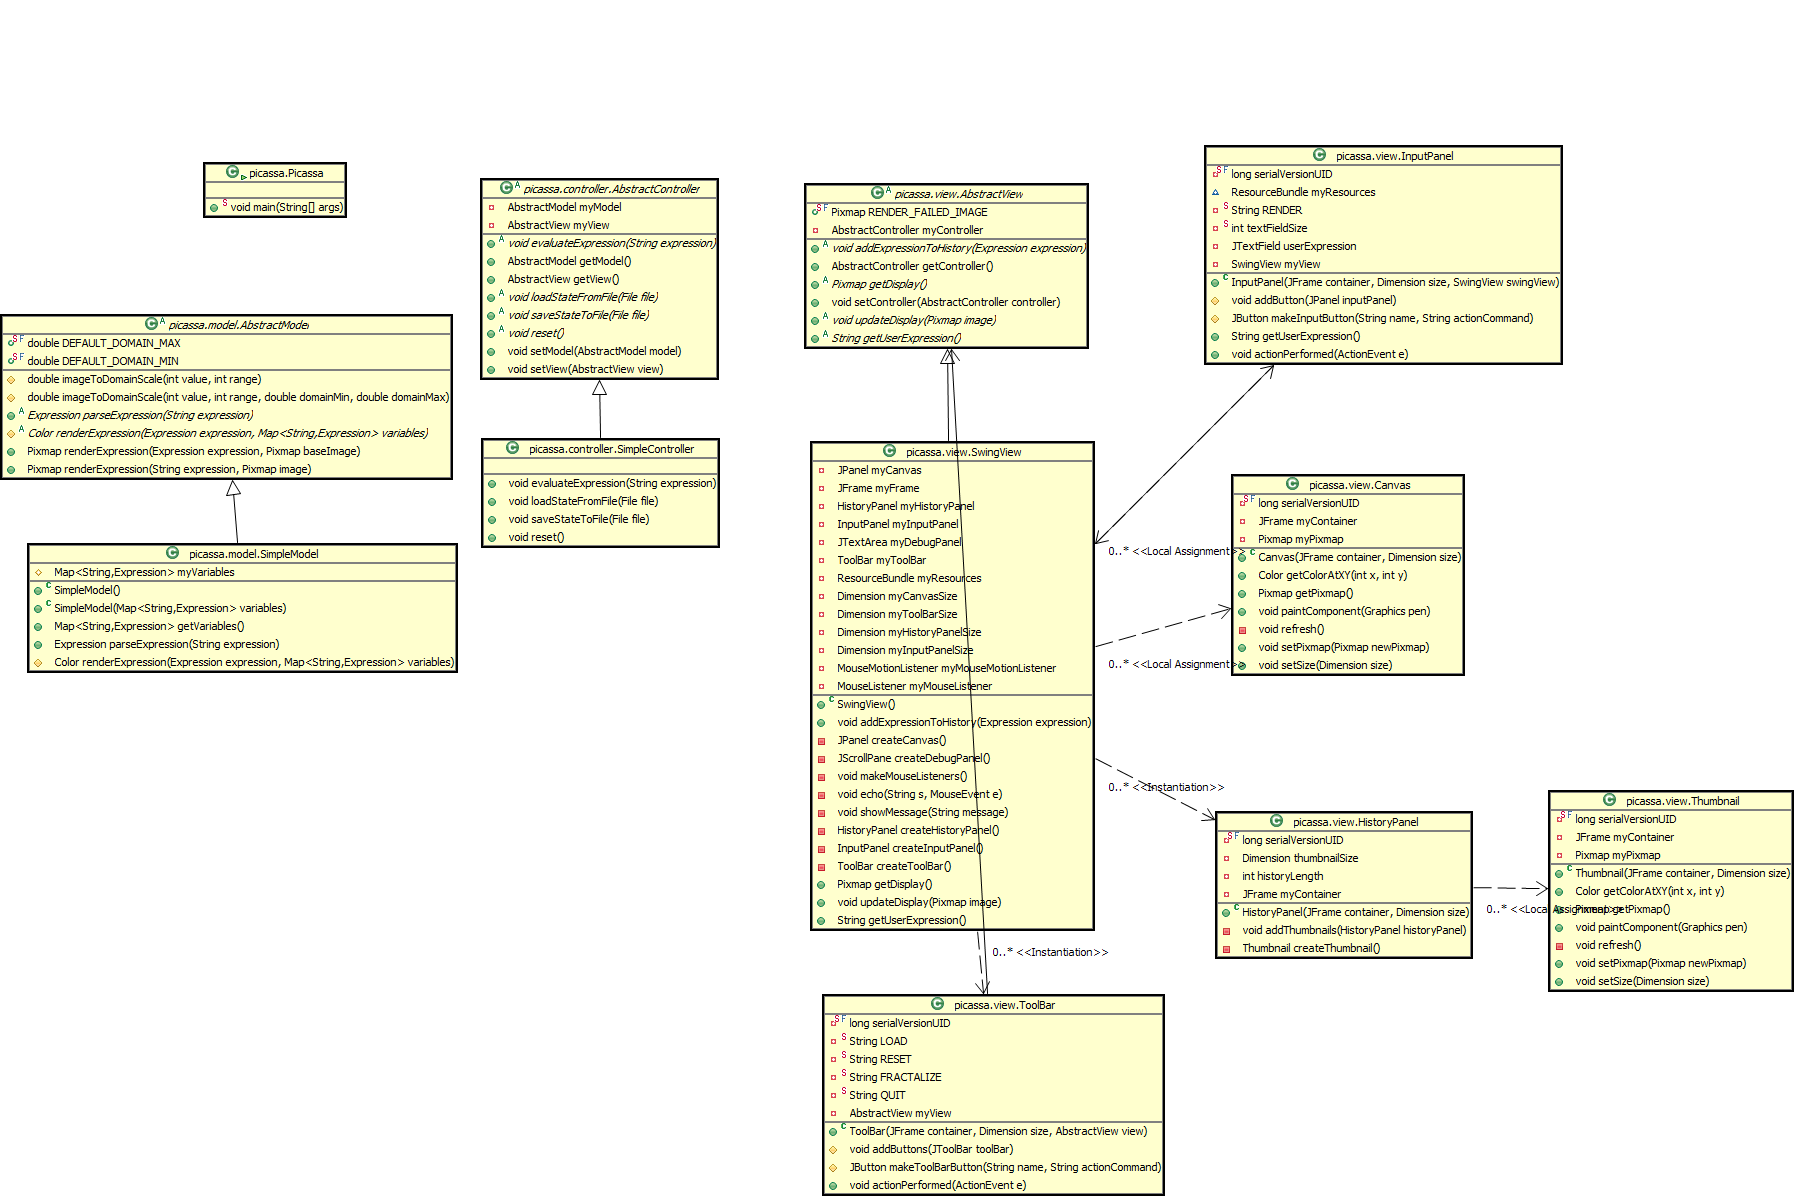 picassa.Picassa
void main(String[] args)
picassa.model.AbstractModel
double DEFAULT_DOMAIN_MAX
double DEFAULT_DOMAIN_MIN
double imageToDomainScale(int value, int range)
double imageToDomainScale(int value, int range, double domainMin, double domainMax)
Expression parseExpression(String expression)
Color renderExpression(Expression expression, Map<String,Expression> variables)
Pixmap renderExpression(Expression expression, Pixmap baseImage)
Pixmap renderExpression(String expression, Pixmap image)
picassa.model.SimpleModel
Map<String,Expression> myVariables
SimpleModel()
SimpleModel(Map<String,Expression> variables)
Map<String,Expression> getVariables()
Expression parseExpression(String expression)
Color renderExpression(Expression expression, Map<String,Expression> variables)
picassa.controller.AbstractController
AbstractModel myModel
AbstractView myView
void evaluateExpression(String expression)
AbstractModel getModel()
AbstractView getView()
void loadStateFromFile(File file)
void saveStateToFile(File file)
void reset()
void setModel(AbstractModel model)
void setView(AbstractView view)
picassa.controller.SimpleController
void evaluateExpression(String expression)
void loadStateFromFile(File file)
void saveStateToFile(File file)
void reset()
picassa.view.AbstractView
Pixmap RENDER_FAILED_IMAGE
AbstractController myController
void addExpressionToHistory(Expression expression)
AbstractController getController()
Pixmap getDisplay()
void setController(AbstractController controller)
void updateDisplay(Pixmap image)
String getUserExpression()
picassa.view.SwingView
JPanel myCanvas
JFrame myFrame
HistoryPanel myHistoryPanel
InputPanel myInputPanel
JTextArea myDebugPanel
ToolBar myToolBar
ResourceBundle myResources
Dimension myCanvasSize
Dimension myToolBarSize
Dimension myHistoryPanelSize
Dimension myInputPanelSize
MouseMotionListener myMouseMotionListener
MouseListener myMouseListener
SwingView()
void addExpressionToHistory(Expression expression)
JPanel createCanvas()
JScrollPane createDebugPanel()
void makeMouseListeners()
void echo(String s, MouseEvent e)
void showMessage(String message)
HistoryPanel createHistoryPanel()
InputPanel createInputPanel()
ToolBar createToolBar()
Pixmap getDisplay()
void updateDisplay(Pixmap image)
String getUserExpression()
0..* <<Instantiation>>
picassa.view.ToolBar
long serialVersionUID
String LOAD
String RESET
String FRACTALIZE
String QUIT
AbstractView myView
ToolBar(JFrame container, Dimension size, AbstractView view)
void addButtons(JToolBar toolBar)
JButton makeToolBarButton(String name, String actionCommand)
void actionPerformed(ActionEvent e)
picassa.view.InputPanel
long serialVersionUID
ResourceBundle myResources
String RENDER
int textFieldSize
JTextField userExpression
SwingView myView
InputPanel(JFrame container, Dimension size, SwingView swingView)
void addButton(JPanel inputPanel)
JButton makeInputButton(String name, String actionCommand)
String getUserExpression()
void actionPerformed(ActionEvent e)
0..* <<Local Assignment>>
picassa.view.Canvas
long serialVersionUID
JFrame myContainer
Pixmap myPixmap
Canvas(JFrame container, Dimension size)
Color getColorAtXY(int x, int y)
Pixmap getPixmap()
void paintComponent(Graphics pen)
void refresh()
void setPixmap(Pixmap newPixmap)
void setSize(Dimension size)
0..* <<Local Assignment>>
0..* <<Instantiation>>
picassa.view.HistoryPanel
long serialVersionUID
Dimension thumbnailSize
int historyLength
JFrame myContainer
HistoryPanel(JFrame container, Dimension size)
void addThumbnails(HistoryPanel historyPanel)
Thumbnail createThumbnail()
0..* <<Local Assignment>>
picassa.view.Thumbnail
long serialVersionUID
JFrame myContainer
Pixmap myPixmap
Thumbnail(JFrame container, Dimension size)
Color getColorAtXY(int x, int y)
Pixmap getPixmap()
void paintComponent(Graphics pen)
void refresh()
void setPixmap(Pixmap newPixmap)
void setSize(Dimension size)